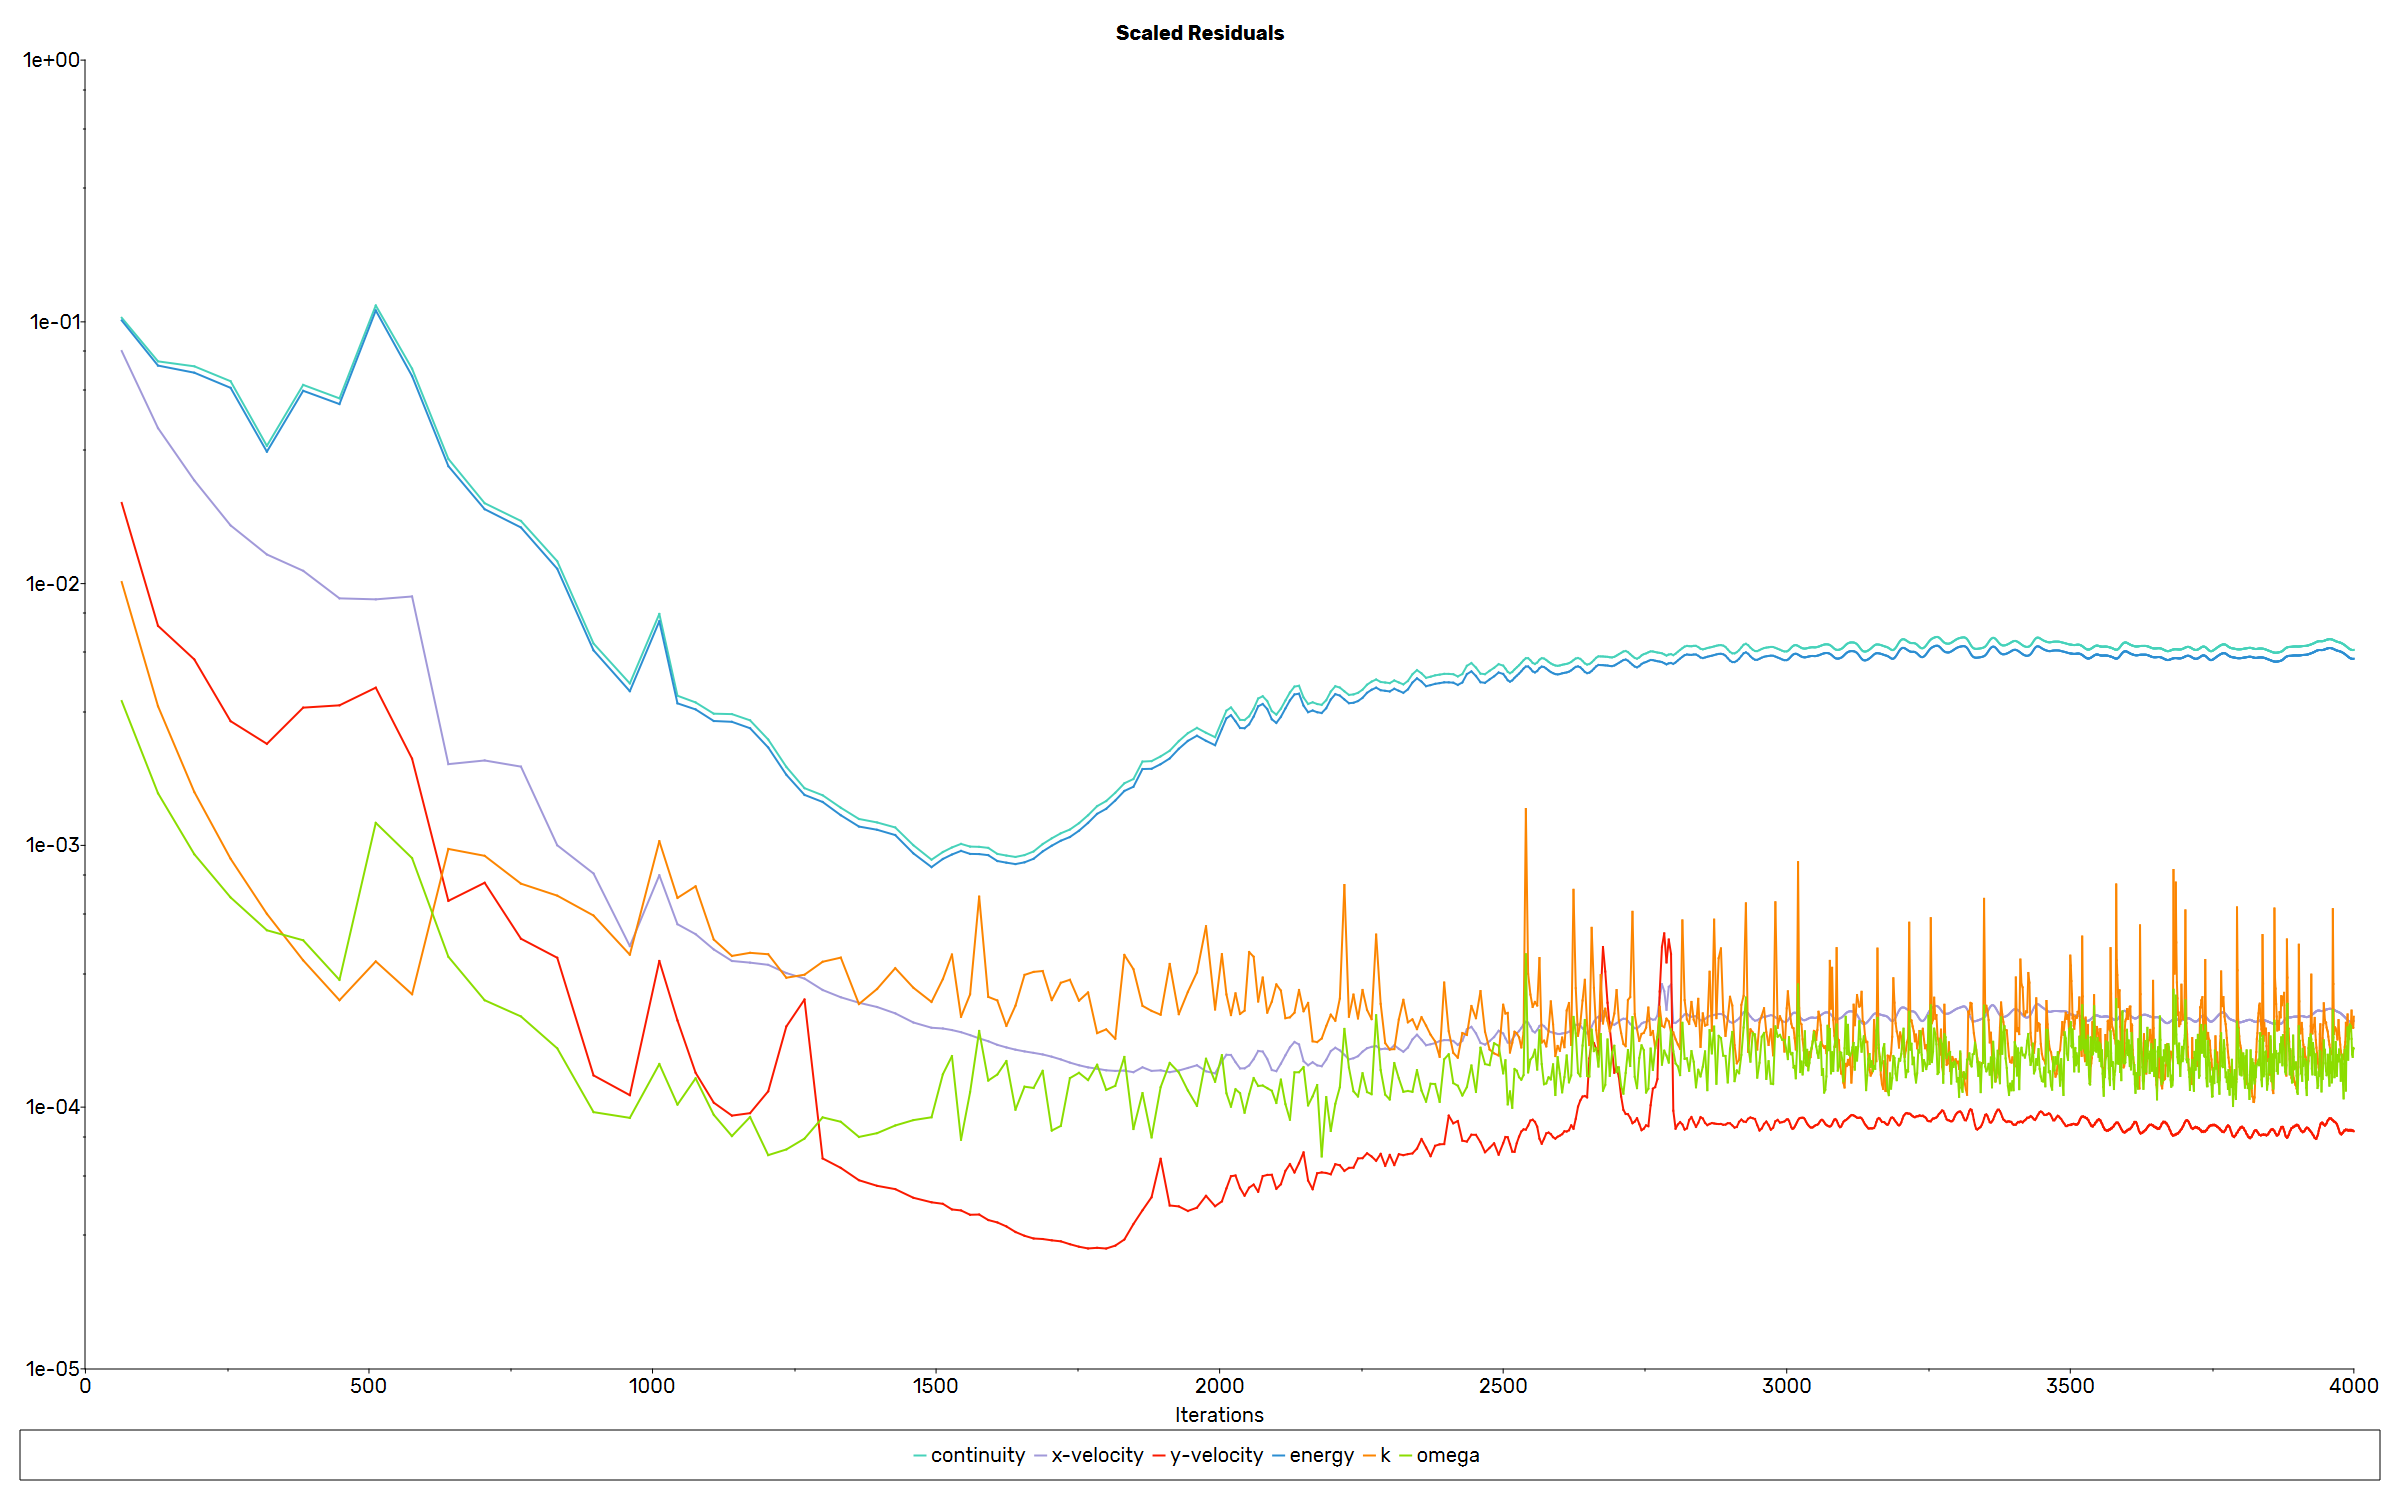 Scaled Residuals
1e+00
1e-01
1e-02
1e-03
1e-04
1e-05
0 500 1000 1500 2000 2500 3000 3500 4000
Iterations
continuity x-velocity y-velocity energy k omega